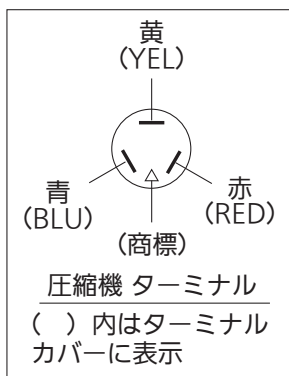 黄
(YEL)
青
(BLU)
赤
(RED)
(商標)
圧縮機 ターミナル
( ) 内はターミナル
カバーに表示